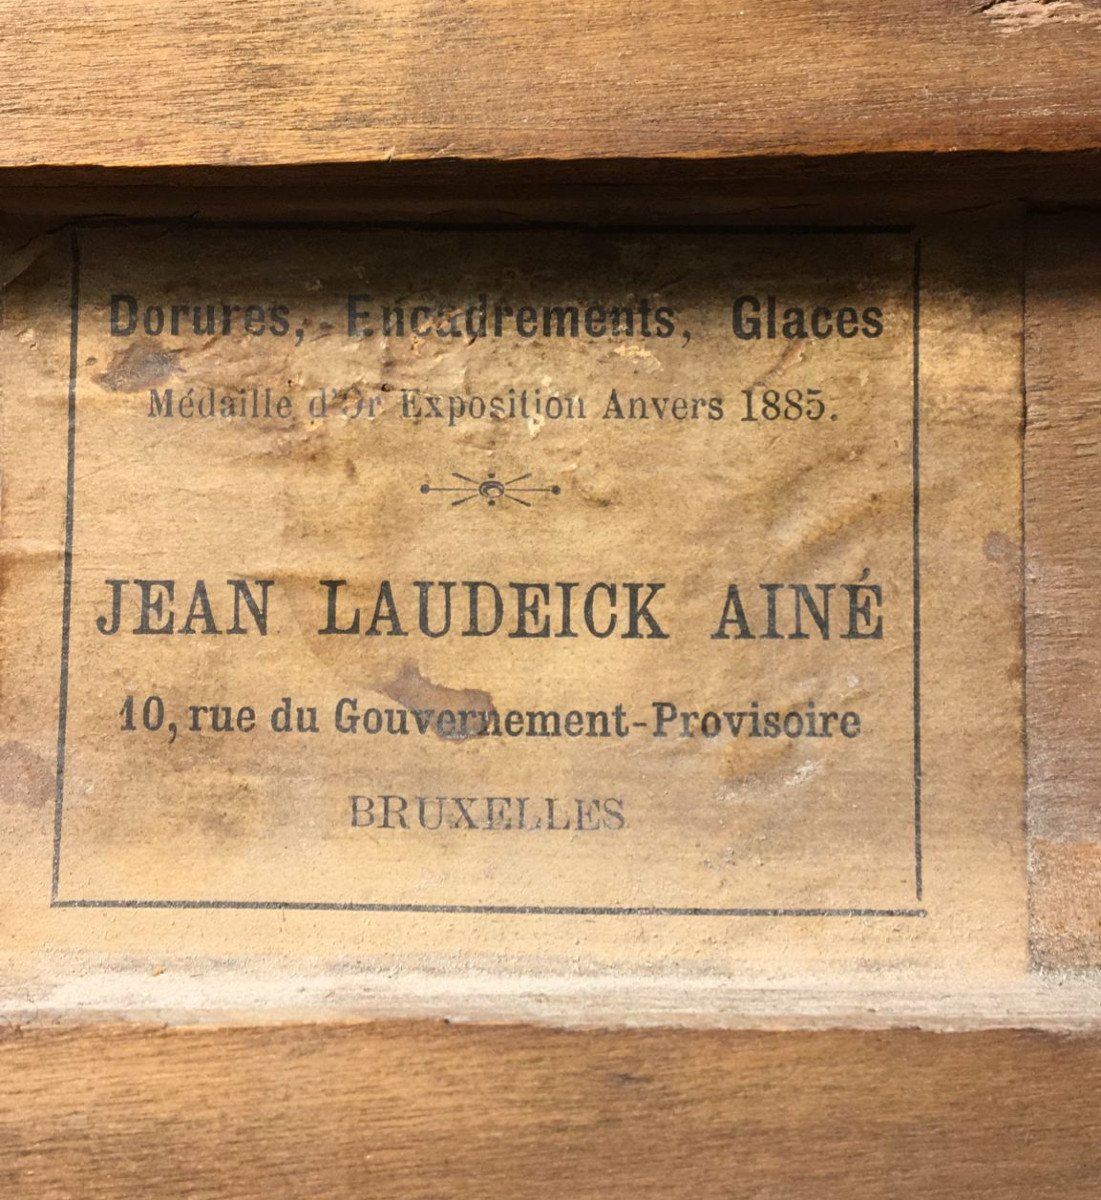 Dorures, Encadrements, Glaces
Médaille d'Or Exposition Anvers 1885.
JEAN LAUDEICK AINÉ
10, rue du Gouvernement-Provisoire
BRUXELLES